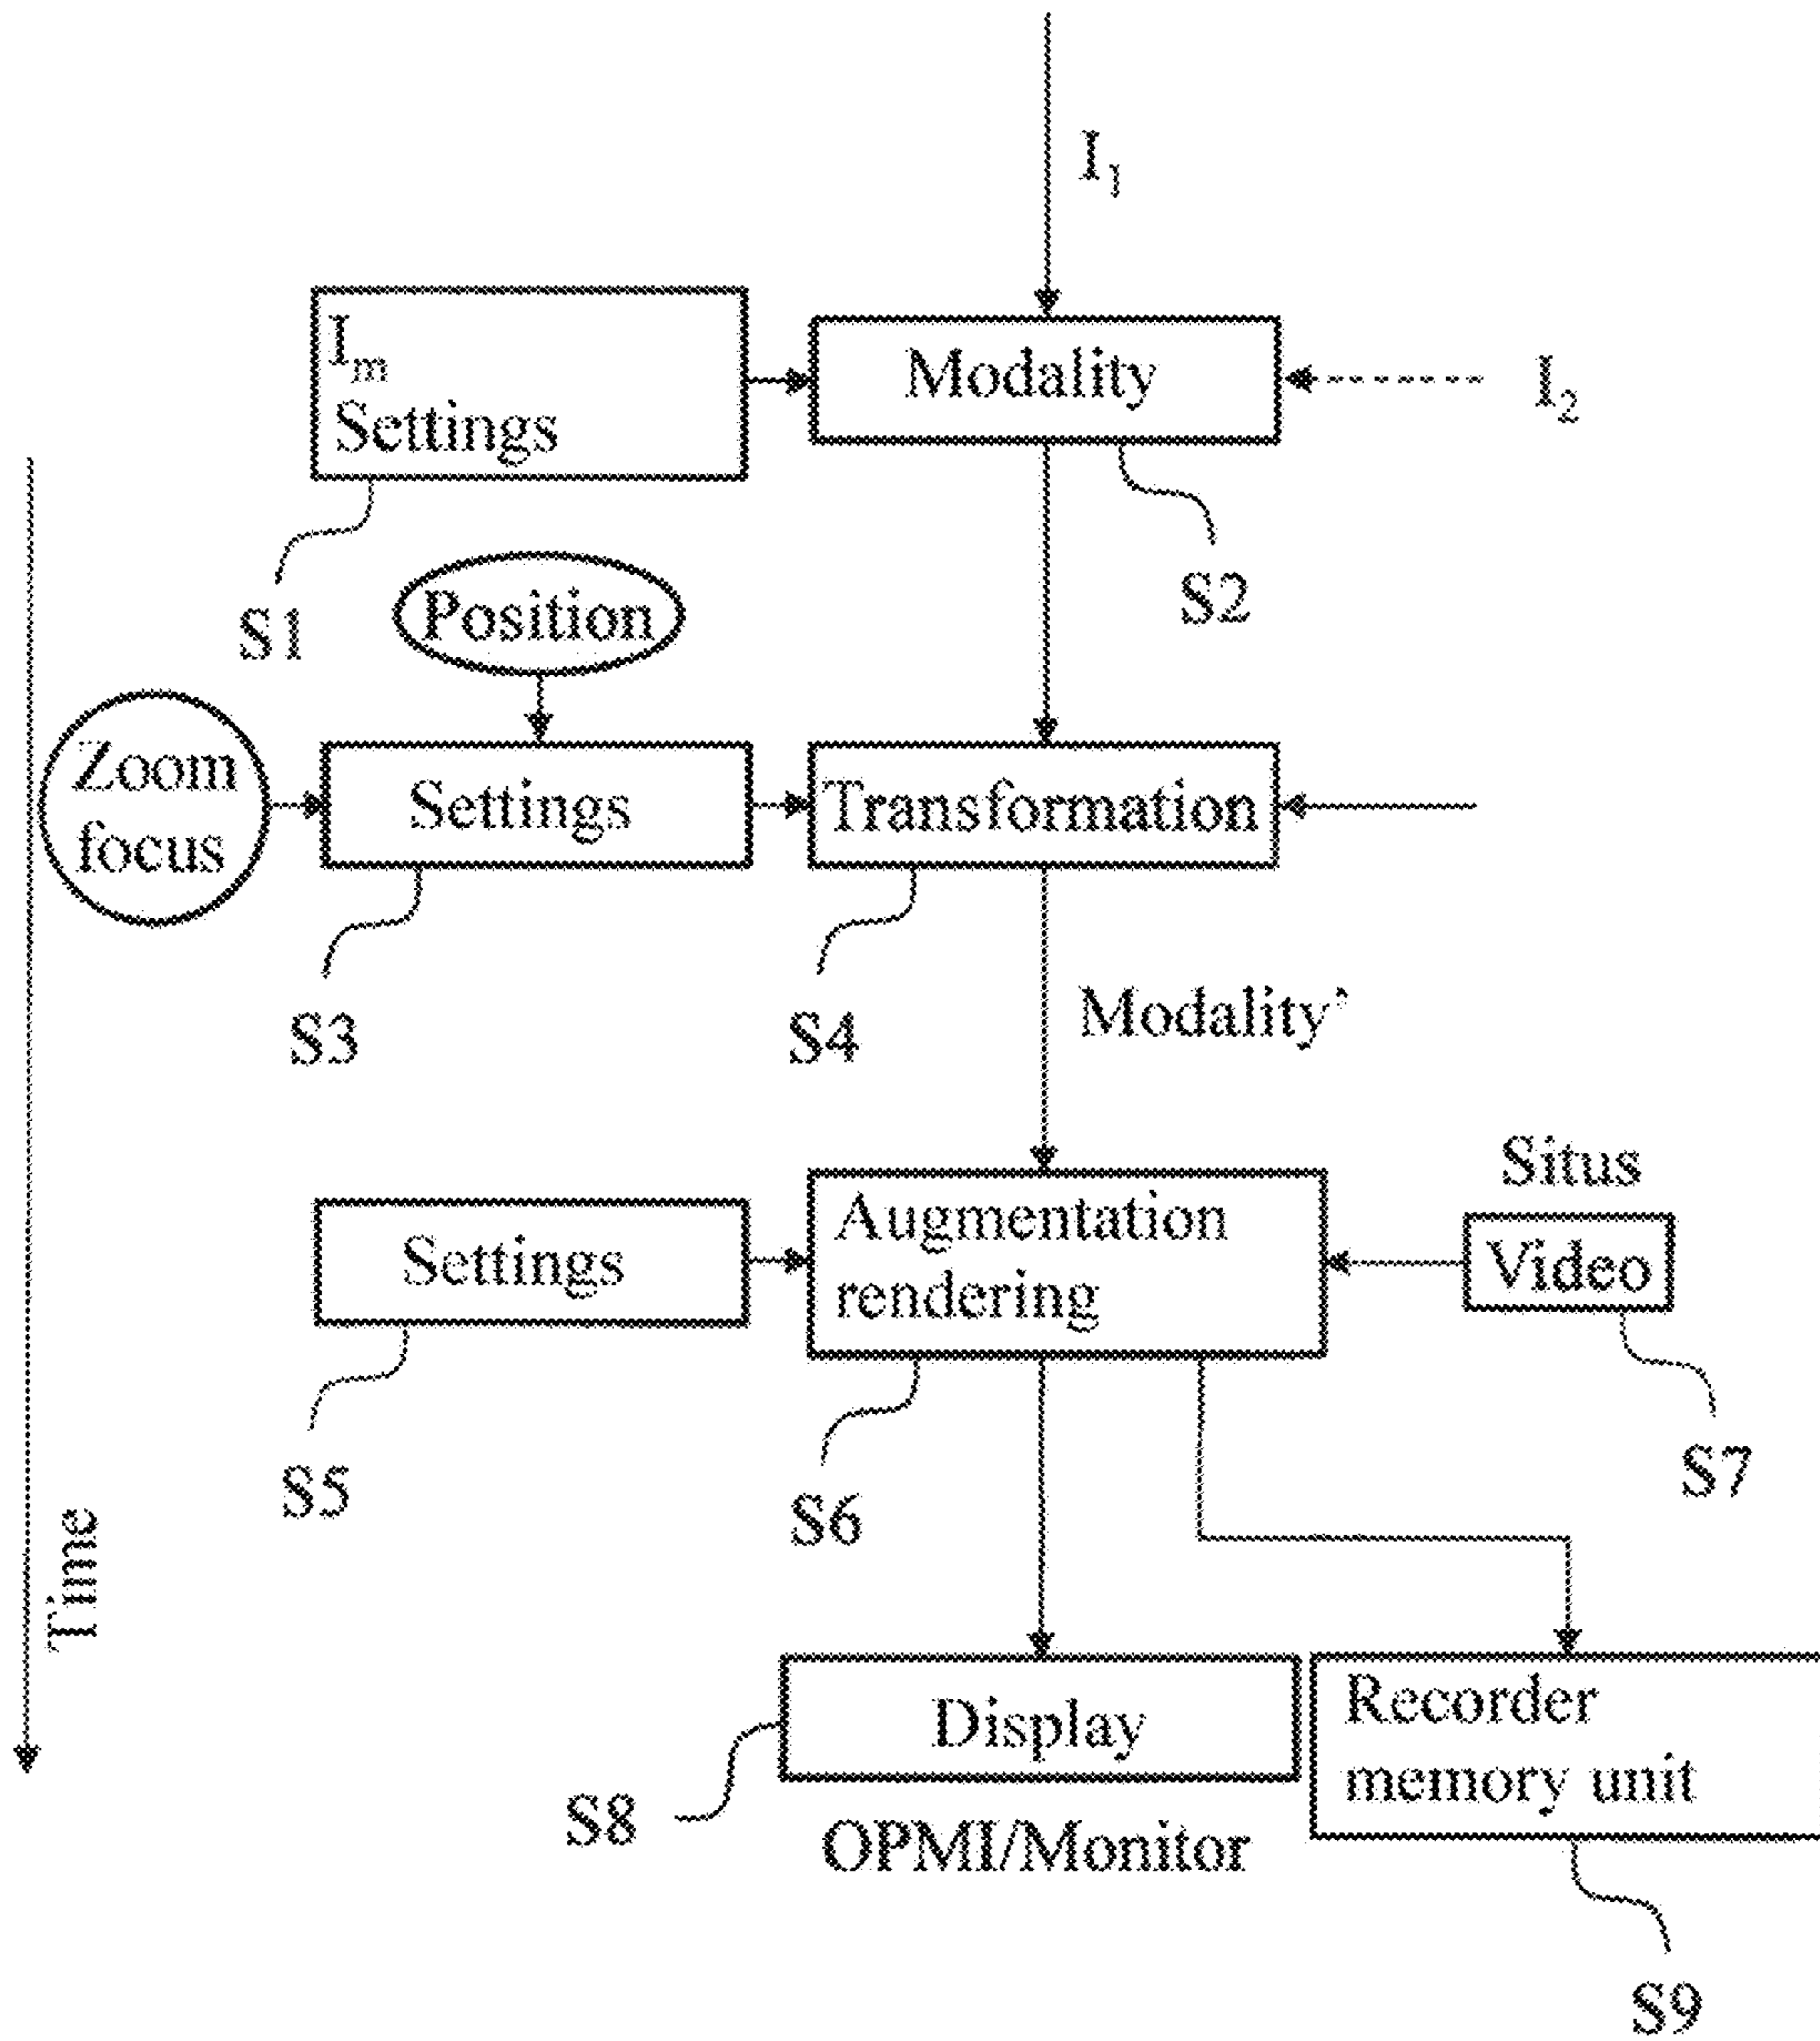 I₁
Iₘ
Settings
Modality
I₂
S1
Position
S2
Zoom
focus
Settings
Transformation
S3
S4
Modality'
Situs
Settings
Augmentation
rendering
Video
S5
S6
S7
Time
Display
Recorder
memory unit
S8
OPMI/Monitor
S9